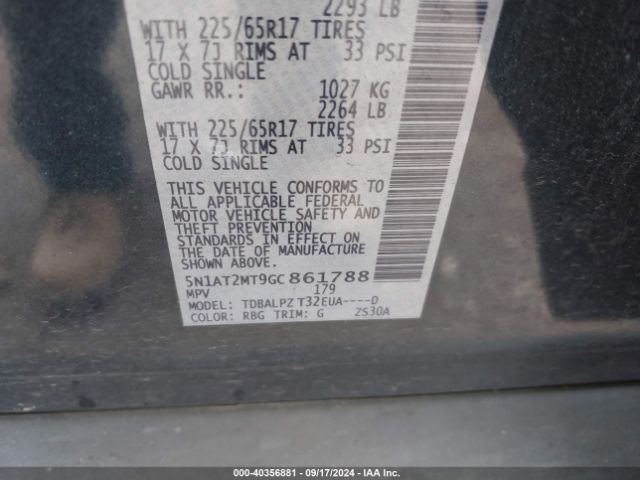 2293 LB
WITH 225/65R17 TIRES
17 X 7J RIMS AT 33 PSI
COLD SINGLE
GAWR RR.: 1027 KG
2264 LB
WITH 225/65R17 TIRES
17 X 7J RIMS AT 33 PSI
COLD SINGLE
THIS VEHICLE CONFORMS TO
ALL APPLICABLE FEDERAL
MOTOR VEHICLE SAFETY AND
THEFT PREVENTION
STANDARDS IN EFFECT ON
THE DATE OF MANUFACTURE
SHOWN ABOVE.
5N1AT2MT9GC861788
MPV 179
MODEL: TDBALPZ T32EUA----D
COLOR: RBG TRIM: G ZS30A
000-40356881 - 09/17/2024 - IAA Inc.